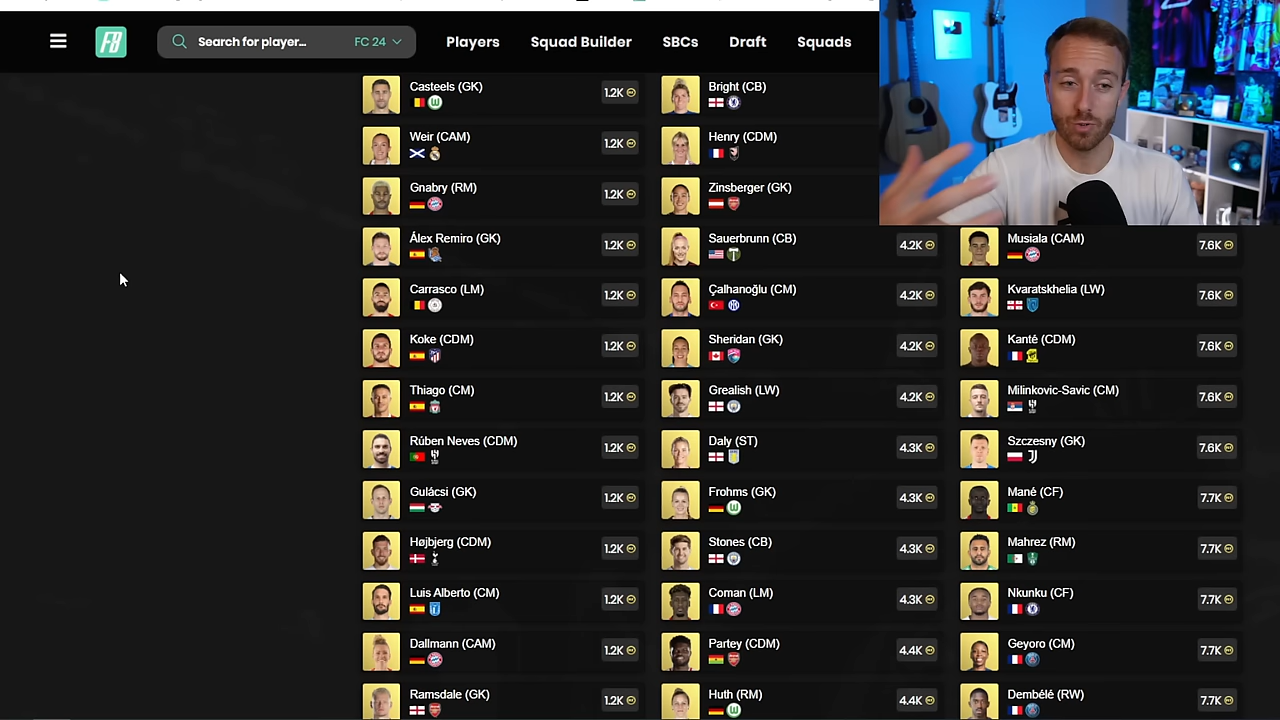 FB
Search for player...
FC 24
Players
Squad Builder
SBCs
Draft
Squads
Casteels (GK)
1.2K
Weir (CAM)
1.2K
Gnabry (RM)
1.2K
Álex Remiro (GK)
1.2K
Carrasco (LM)
1.2K
Koke (CDM)
1.2K
Thiago (CM)
1.2K
Rúben Neves (CDM)
1.2K
Gulácsi (GK)
1.2K
Højbjerg (CDM)
1.2K
Luis Alberto (CM)
1.2K
Dallmann (CAM)
1.2K
Ramsdale (GK)
1.2K
Bright (CB)
Henry (CDM)
Zinsberger (GK)
Sauerbrunn (CB)
4.2K
Çalhanoğlu (CM)
4.2K
Sheridan (GK)
4.2K
Grealish (LW)
4.2K
Daly (ST)
4.3K
Frohms (GK)
4.3K
Stones (CB)
4.3K
Coman (LM)
4.3K
Partey (CDM)
4.4K
Huth (RM)
4.4K
Musiala (CAM)
7.6K
Kvaratskhelia (LW)
7.6K
Kanté (CDM)
7.6K
Milinkovic-Savic (CM)
7.6K
Szczesny (GK)
7.6K
Mané (CF)
7.7K
Mahrez (RM)
7.7K
Nkunku (CF)
7.7K
Geyoro (CM)
7.7K
Dembélé (RW)
7.7K